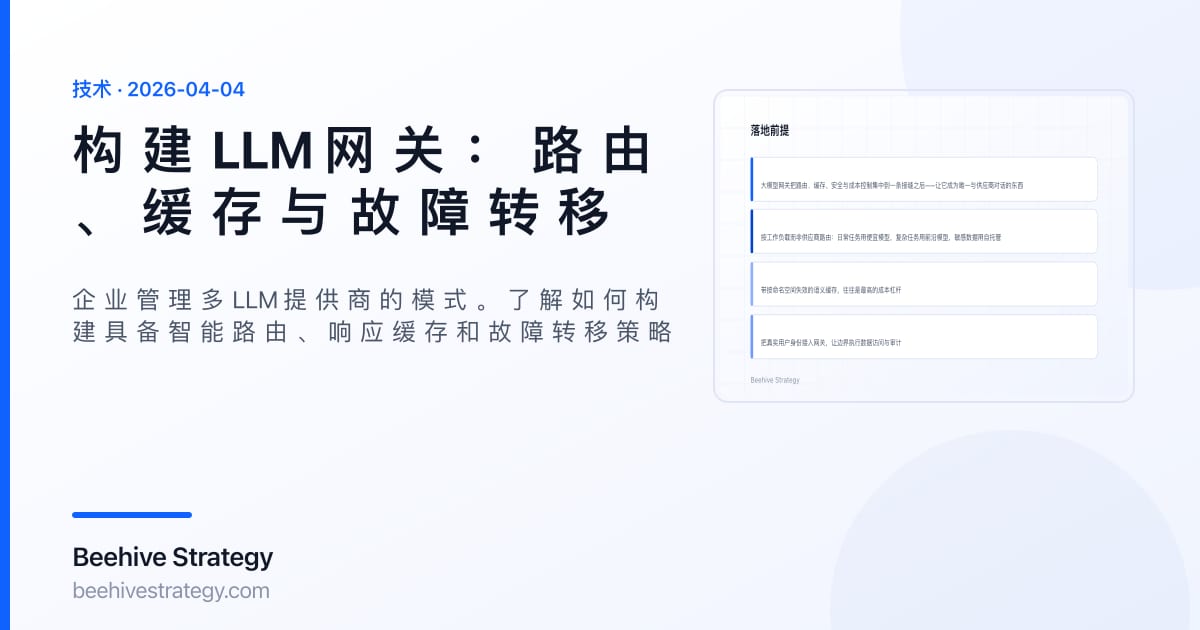 技术 · 2026-04-04
构建LLM网关：路由
、缓存与故障转移
企业管理多LLM提供商的模式。了解如何构
建具备智能路由、响应缓存和故障转移策略
落地前提
大模型网关把路由、缓存、安全与成本控制集中到一条接缝之后——让它成为唯一与供应商对话的东西
按工作负载而非供应商路由：日常任务用便宜模型，复杂任务用前沿模型，敏感数据用自托管
带按命名空间失效的语义缓存，往往是最高的成本杠杆
把真实用户身份接入网关，让边界执行数据访问与审计
Beehive Strategy
Beehive Strategy
beehivestrategy.com